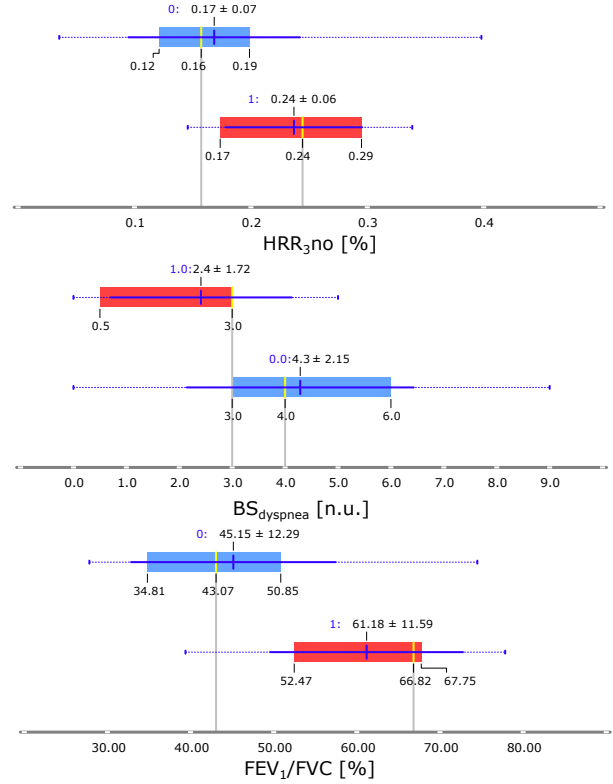 0: 0.17 ± 0.07
0.12 0.16 0.19
1: 0.24 ± 0.06
0.17 0.24 0.29
0.1 0.2 0.3 0.4
HRR₃no [%]
1.0: 2.4 ± 1.72
0.5 3.0
0.0: 4.3 ± 2.15
3.0 4.0 6.0
0.0 1.0 2.0 3.0 4.0 5.0 6.0 7.0 8.0 9.0
BS_dyspnea [n.u.]
0: 45.15 ± 12.29
34.81 43.07 50.85
1: 61.18 ± 11.59
52.47 66.82 67.75
30.00 40.00 50.00 60.00 70.00 80.00
FEV₁/FVC [%]